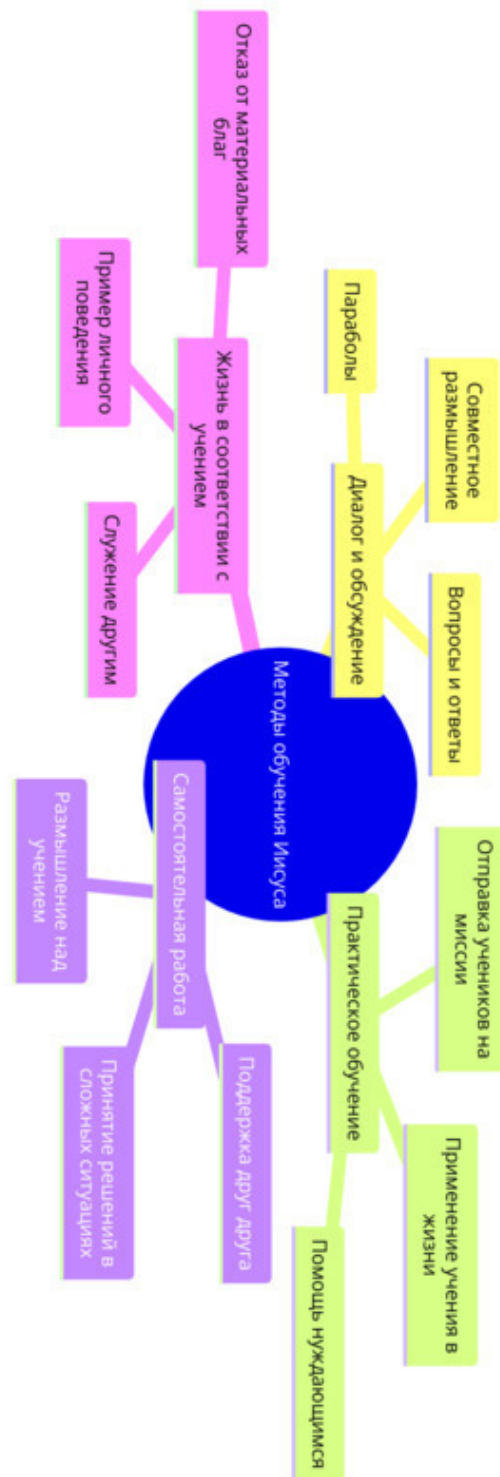 Отказ от материальных
благ
Пример личного
поведения
Жизнь в соответствии с
учением
Служение другим
Параболы
Совместное
размышление
Диалог и обсуждение
Вопросы и ответы
Методы обучения Иисуса
Самостоятельная работа
Размышление над
учением
Принятие решений в
сложных ситуациях
Поддержка друг друга
Практическое обучение
Отправка учеников на
миссии
Применение учения в
жизни
Помощь нуждающимся